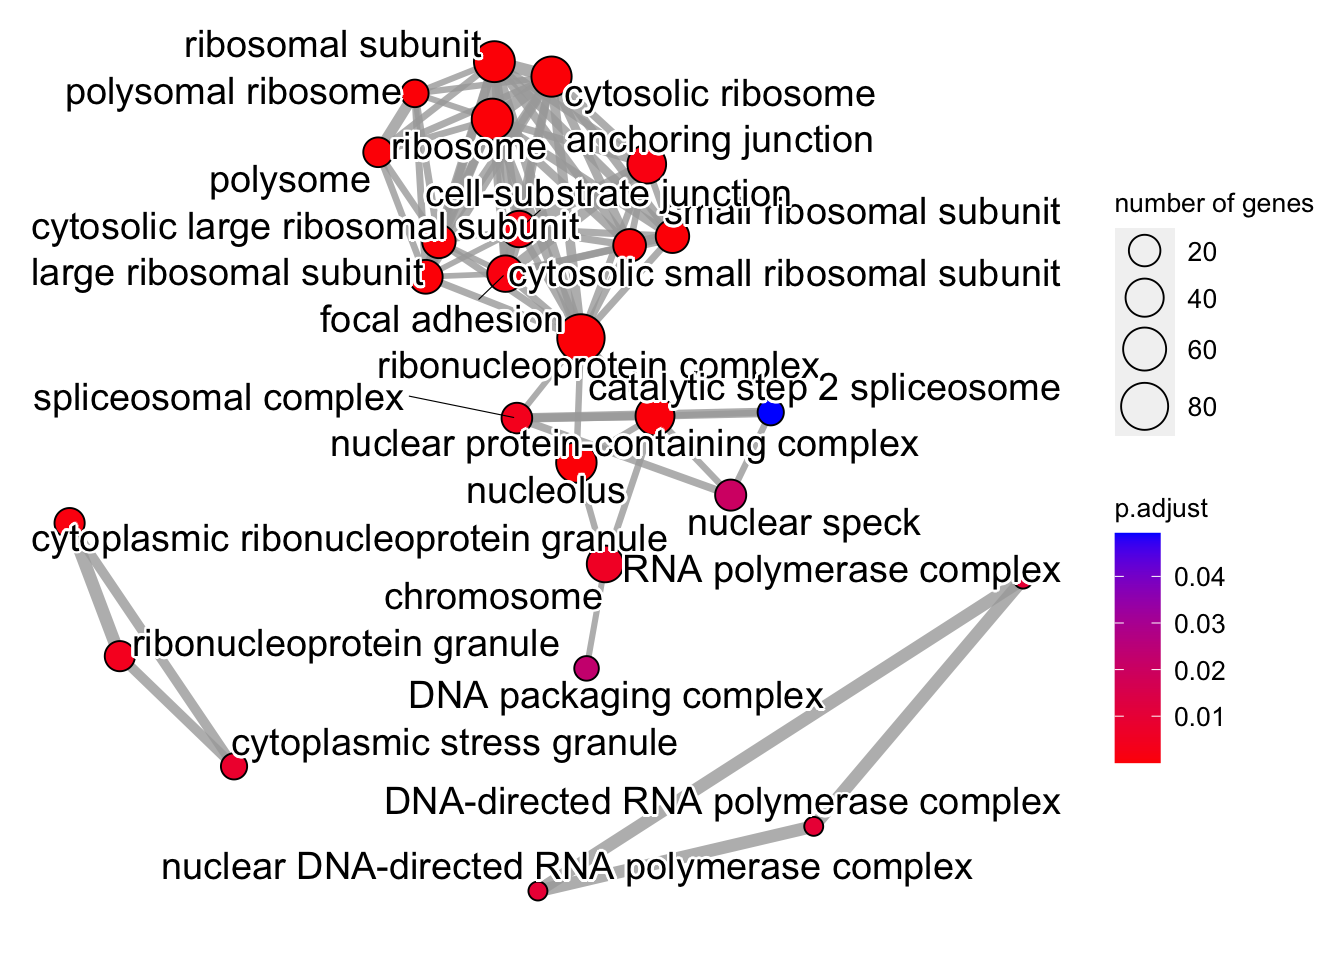 ribosomal subunit
polysomal ribosome
cytosolic ribosome
anchoring junction
ribosome
polysome
cell-substrate junction
small ribosomal subunit
cytosolic large ribosomal subunit
large ribosomal subunit
cytosolic small ribosomal subunit
focal adhesion
ribonucleoprotein complex
catalytic step 2 spliceosome
spliceosomal complex
nuclear protein-containing complex
nucleolus
nuclear speck
cytoplasmic ribonucleoprotein granule
RNA polymerase complex
chromosome
ribonucleoprotein granule
DNA packaging complex
cytoplasmic stress granule
DNA-directed RNA polymerase complex
nuclear DNA-directed RNA polymerase complex
number of genes
20
40
60
80
p.adjust
0.04
0.03
0.02
0.01